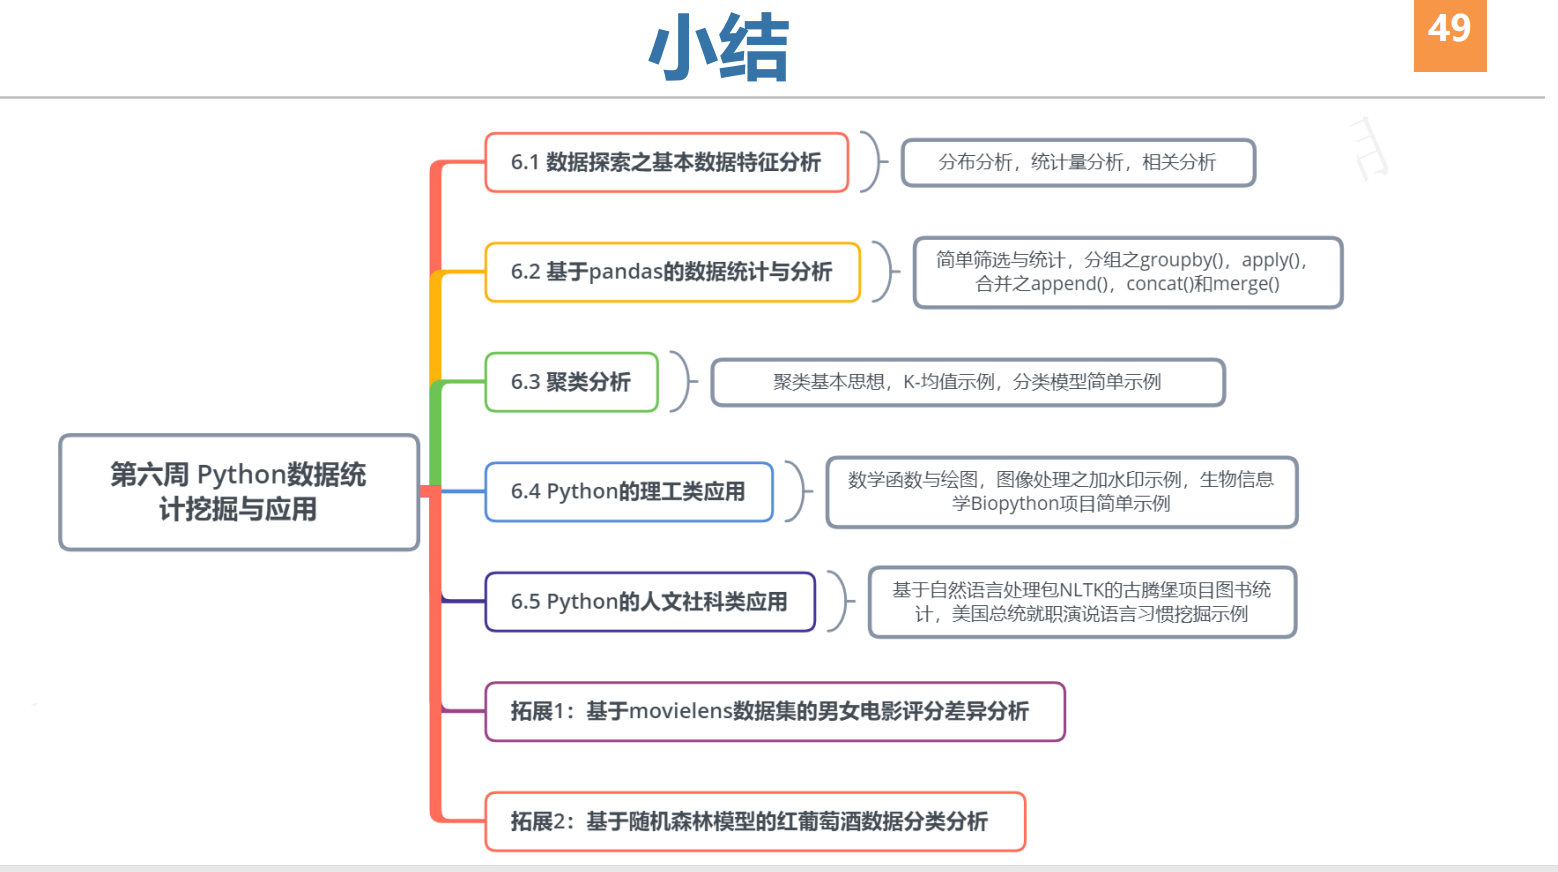 小结
49
6.1 数据探索之基本数据特征分析
分布分析，统计量分析，相关分析
6.2 基于pandas的数据统计与分析
简单筛选与统计，分组之groupby()，apply()，
合并之append()，concat()和merge()
6.3 聚类分析
聚类基本思想，K-均值示例，分类模型简单示例
第六周 Python数据统
计挖掘与应用
6.4 Python的理工类应用
数学函数与绘图，图像处理之加水印示例，生物信息
学Biopython项目简单示例
6.5 Python的人文社科类应用
基于自然语言处理包NLTK的古腾堡项目图书统
计，美国总统就职演说语言习惯挖掘示例
拓展1：基于movielens数据集的男女电影评分差异分析
拓展2：基于随机森林模型的红葡萄酒数据分类分析